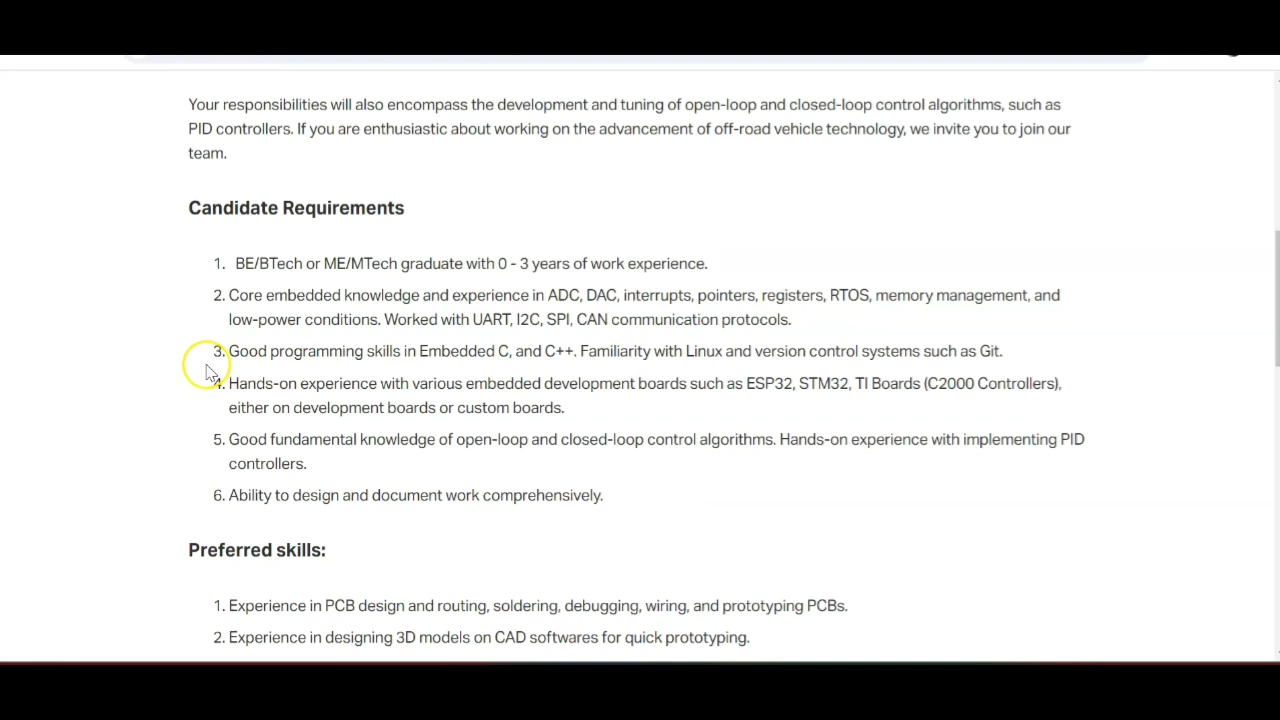 Your responsibilities will also encompass the development and tuning of open-loop and closed-loop control algorithms, such as
PID controllers. If you are enthusiastic about working on the advancement of off-road vehicle technology, we invite you to join our
team.
Candidate Requirements
1. BE/BTech or ME/MTech graduate with 0 - 3 years of work experience.
2. Core embedded knowledge and experience in ADC, DAC, interrupts, pointers, registers, RTOS, memory management, and
low-power conditions. Worked with UART, I2C, SPI, CAN communication protocols.
3. Good programming skills in Embedded C, and C++. Familiarity with Linux and version control systems such as Git.
4. Hands-on experience with various embedded development boards such as ESP32, STM32, TI Boards (C2000 Controllers),
either on development boards or custom boards.
5. Good fundamental knowledge of open-loop and closed-loop control algorithms. Hands-on experience with implementing PID
controllers.
6. Ability to design and document work comprehensively.
Preferred skills:
1. Experience in PCB design and routing, soldering, debugging, wiring, and prototyping PCBs.
2. Experience in designing 3D models on CAD softwares for quick prototyping.